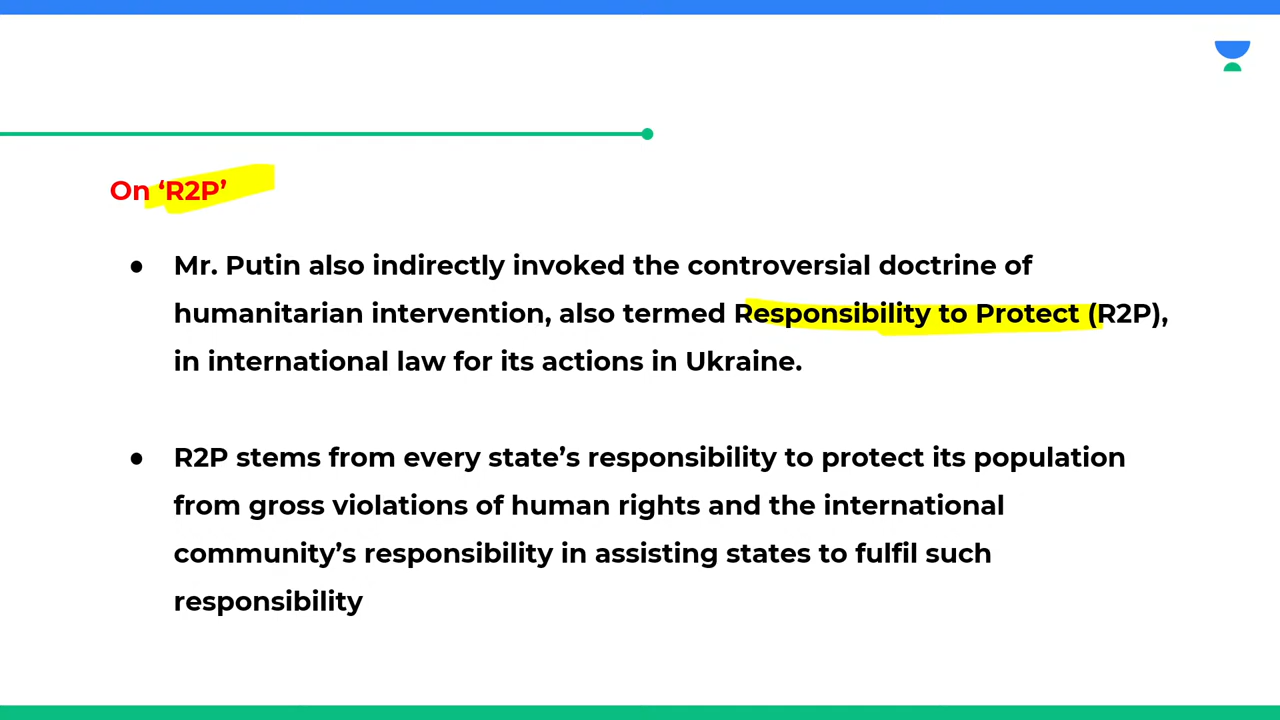 On ‘R2P’
● Mr. Putin also indirectly invoked the controversial doctrine of
humanitarian intervention, also termed Responsibility to Protect (R2P),
in international law for its actions in Ukraine.
● R2P stems from every state’s responsibility to protect its population
from gross violations of human rights and the international
community’s responsibility in assisting states to fulfil such
responsibility